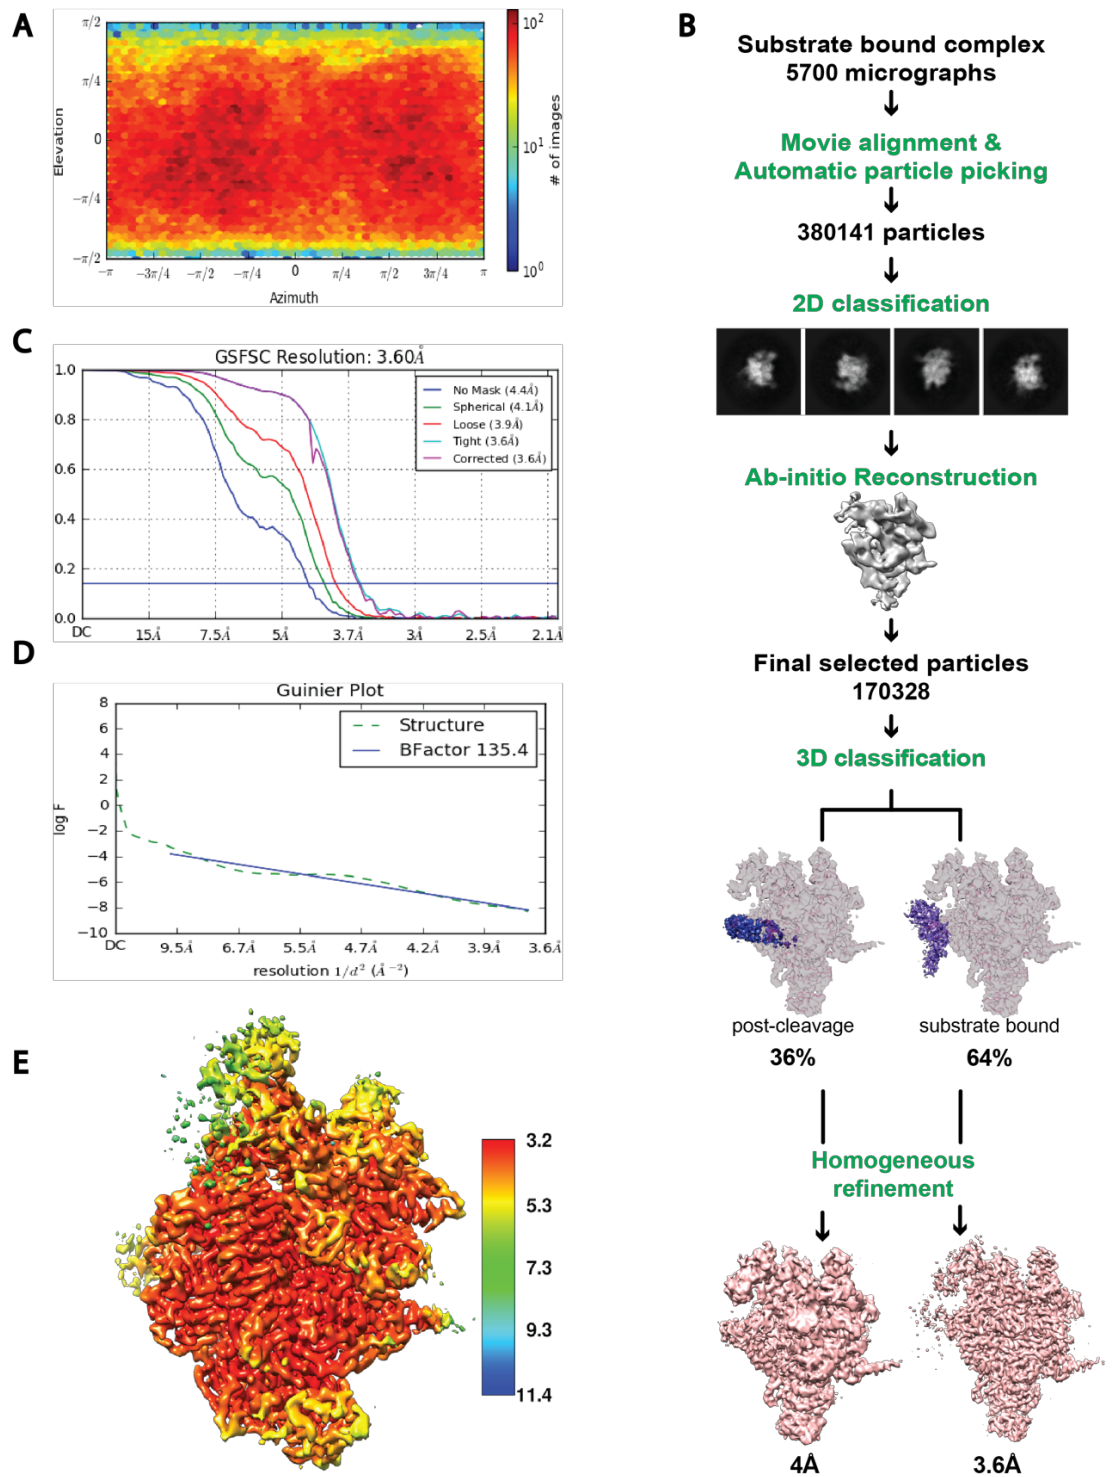 A
π/2
π/4
0
−π/4
−π/2
Elevation
−π
−3π/4
−π/2
−π/4
0
π/4
π/2
3π/4
π
Azimuth
10²
10¹
10⁰
# of images
B
Substrate bound complex
5700 micrographs
Movie alignment &
Automatic particle picking
380141 particles
2D classification
Ab-initio Reconstruction
Final selected particles
170328
3D classification
post-cleavage
substrate bound
36%
64%
Homogeneous
refinement
4Å
3.6Å
C
GSFSC Resolution: 3.60Å
1.0
0.8
0.6
0.4
0.2
0.0
No Mask (4.4Å)
Spherical (4.1Å)
Loose (3.9Å)
Tight (3.6Å)
Corrected (3.6Å)
DC
15Å
7.5Å
5Å
3.7Å
3Å
2.5Å
2.1Å
D
Guinier Plot
8
6
4
2
0
−2
−4
−6
−8
−10
log F
Structure
BFactor 135.4
DC
9.5Å
6.7Å
5.5Å
4.7Å
4.2Å
3.9Å
3.6Å
resolution 1/d² (Å⁻²)
E
3.2
5.3
7.3
9.3
11.4